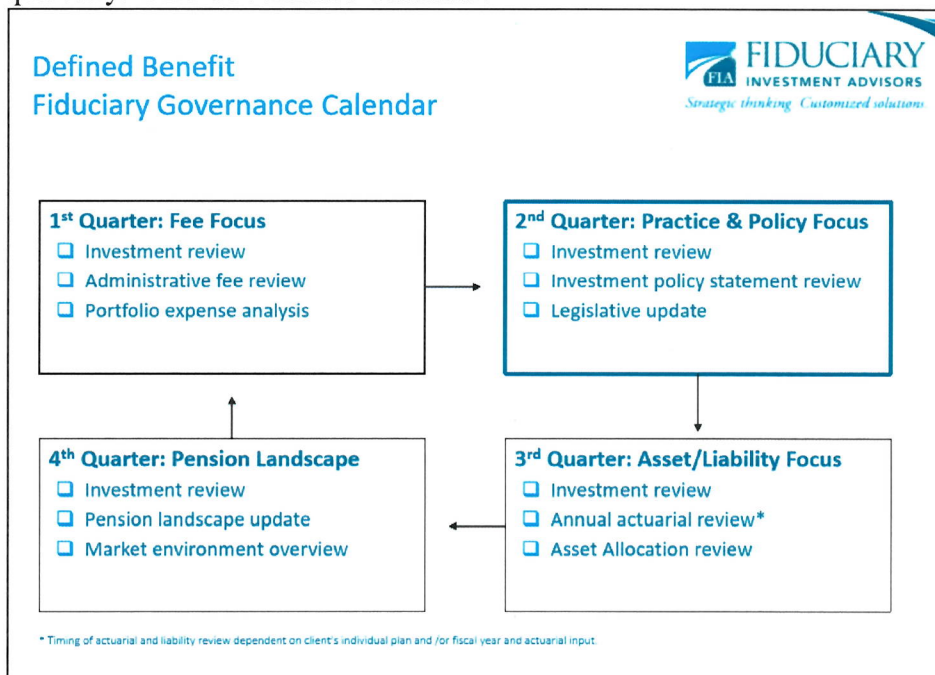 Defined Benefit
Fiduciary Governance Calendar
FIA
FIDUCIARY
INVESTMENT ADVISORS
Strategic thinking Customized solutions
1st Quarter: Fee Focus
❑ Investment review
❑ Administrative fee review
❑ Portfolio expense analysis
2nd Quarter: Practice & Policy Focus
❑ Investment review
❑ Investment policy statement review
❑ Legislative update
3rd Quarter: Asset/Liability Focus
❑ Investment review
❑ Annual actuarial review*
❑ Asset Allocation review
4th Quarter: Pension Landscape
❑ Investment review
❑ Pension landscape update
❑ Market environment overview
* Timing of actuarial and liability review dependent on client's individual plan and /or fiscal year and actuarial input.